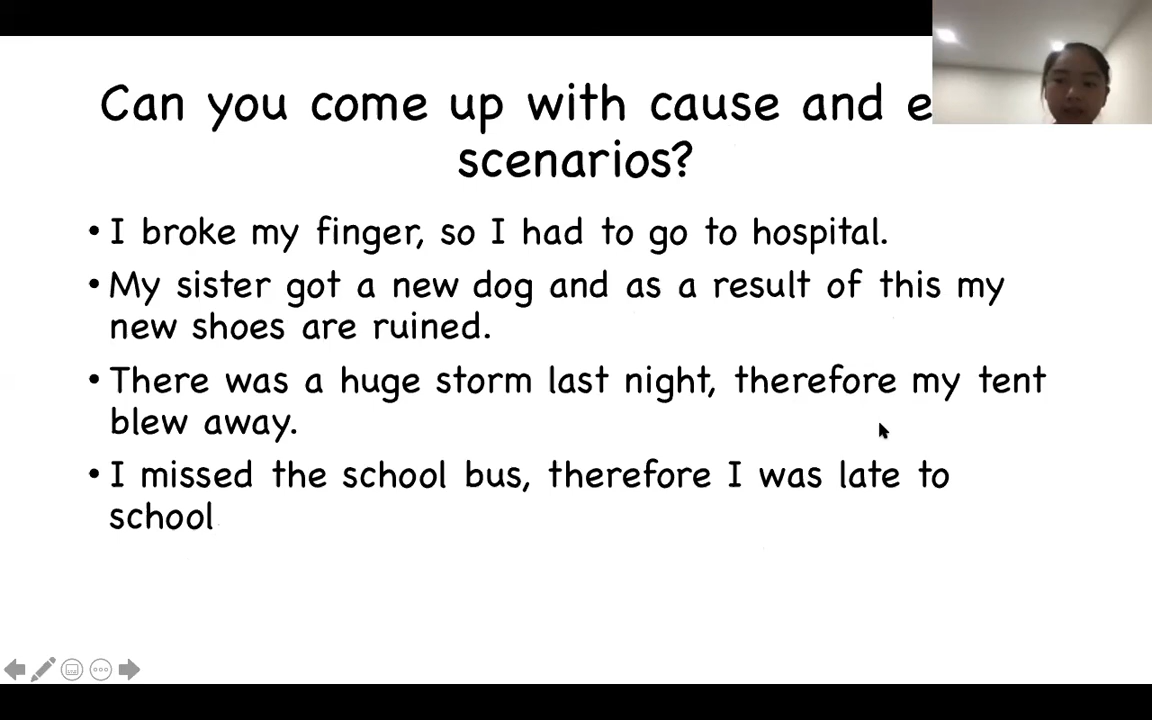 Can you come up with cause and e
scenarios?
• I broke my finger, so I had to go to hospital.
• My sister got a new dog and as a result of this my
new shoes are ruined.
• There was a huge storm last night, therefore my tent
blew away.
• I missed the school bus, therefore I was late to
school